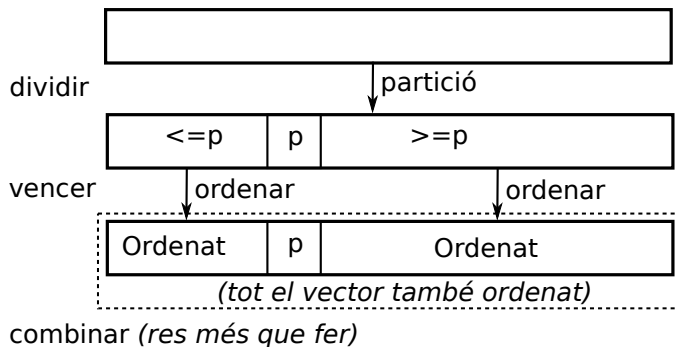 dividir
partició
<=p p >=p
vencer
ordenar
ordenar
Ordenat p Ordenat
(tot el vector també ordenat)
combinar (res més que fer)